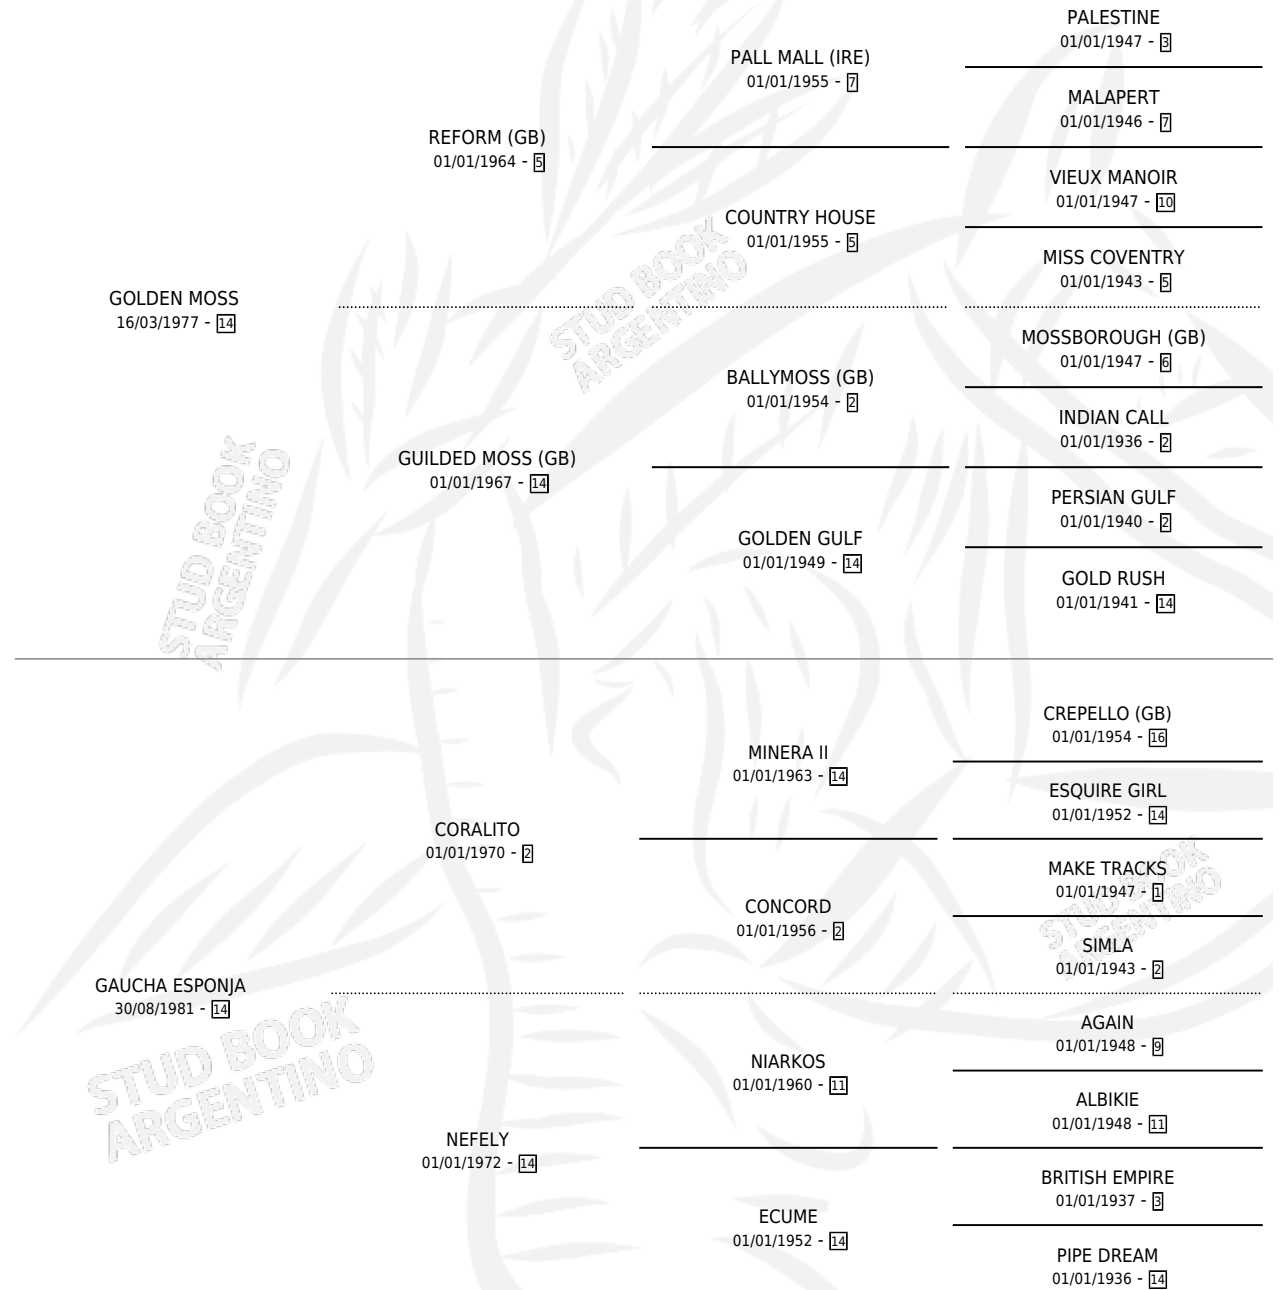 PALESTINE
01/01/1947 - 3
PALL MALL (IRE)
01/01/1955 - 7
MALAPERT
01/01/1946 - 7
REFORM (GB)
01/01/1964 - 5
VIEUX MANOIR
01/01/1947 - 10
COUNTRY HOUSE
01/01/1955 - 5
MISS COVENTRY
01/01/1943 - 5
GOLDEN MOSS
16/03/1977 - 14
STUD BOOK
ARGENTINO
MOSSBOROUGH (GB)
01/01/1947 - 6
BALLYMOSS (GB)
01/01/1954 - 2
INDIAN CALL
01/01/1936 - 2
GUILDED MOSS (GB)
01/01/1967 - 14
PERSIAN GULF
01/01/1940 - 2
GOLDEN GULF
01/01/1949 - 14
GOLD RUSH
01/01/1941 - 14
STUD BOOK
ARGENTINO
CREPELLO (GB)
01/01/1954 - 16
MINERA II
01/01/1963 - 14
ESQUIRE GIRL
01/01/1952 - 14
CORALITO
01/01/1970 - 2
MAKE TRACKS
01/01/1947 - 1
CONCORD
01/01/1956 - 2
STUD BOOK
ARGENTINO
SIMLA
01/01/1943 - 2
GAUCHA ESPONJA
30/08/1981 - 14
AGAIN
01/01/1948 - 9
STUD BOOK
ARGENTINO
NIARKOS
01/01/1960 - 11
ALBIKIE
01/01/1948 - 11
NEFELY
01/01/1972 - 14
BRITISH EMPIRE
01/01/1937 - 3
ECUME
01/01/1952 - 14
PIPE DREAM
01/01/1936 - 14